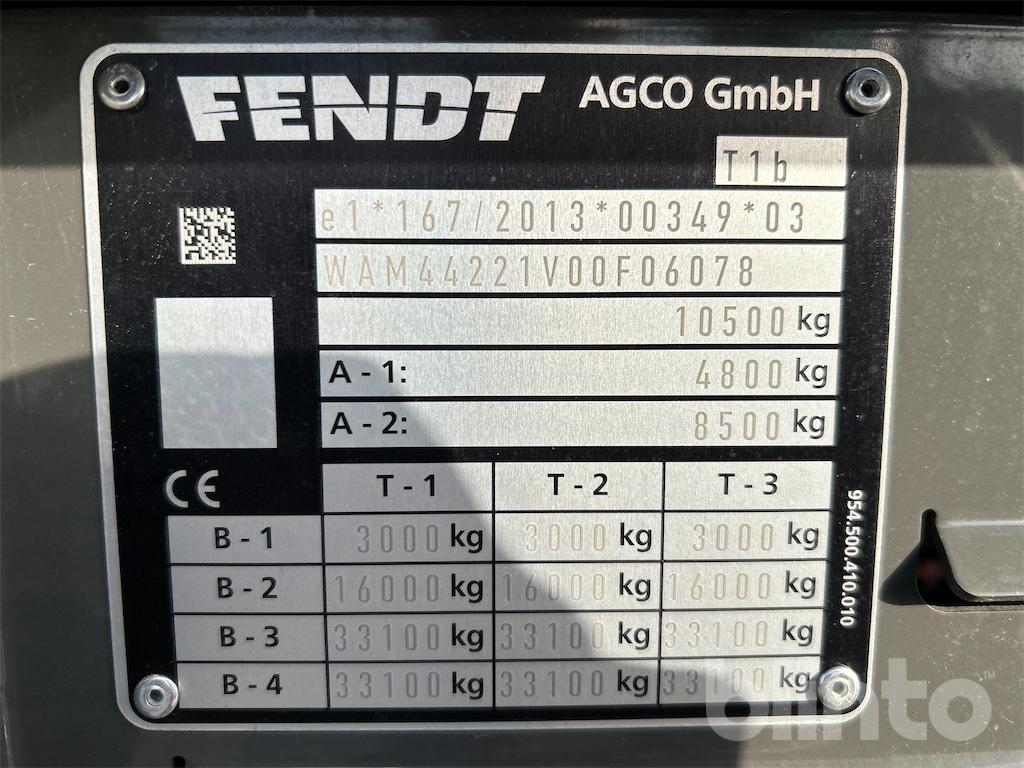 FENDT AGCO GmbH
T1b
e1*167/2013*00349*03
WAM44221V00F06078
10500 kg
A - 1: 4800 kg
A - 2: 8500 kg
CE T - 1 T - 2 T - 3
B - 1 3000 kg 3000 kg 3000 kg
B - 2 16000 kg 16000 kg 16000 kg
B - 3 33100 kg 33100 kg 33100 kg
B - 4 33100 kg 33100 kg 33100 kg
954.500.410.010
blinto™